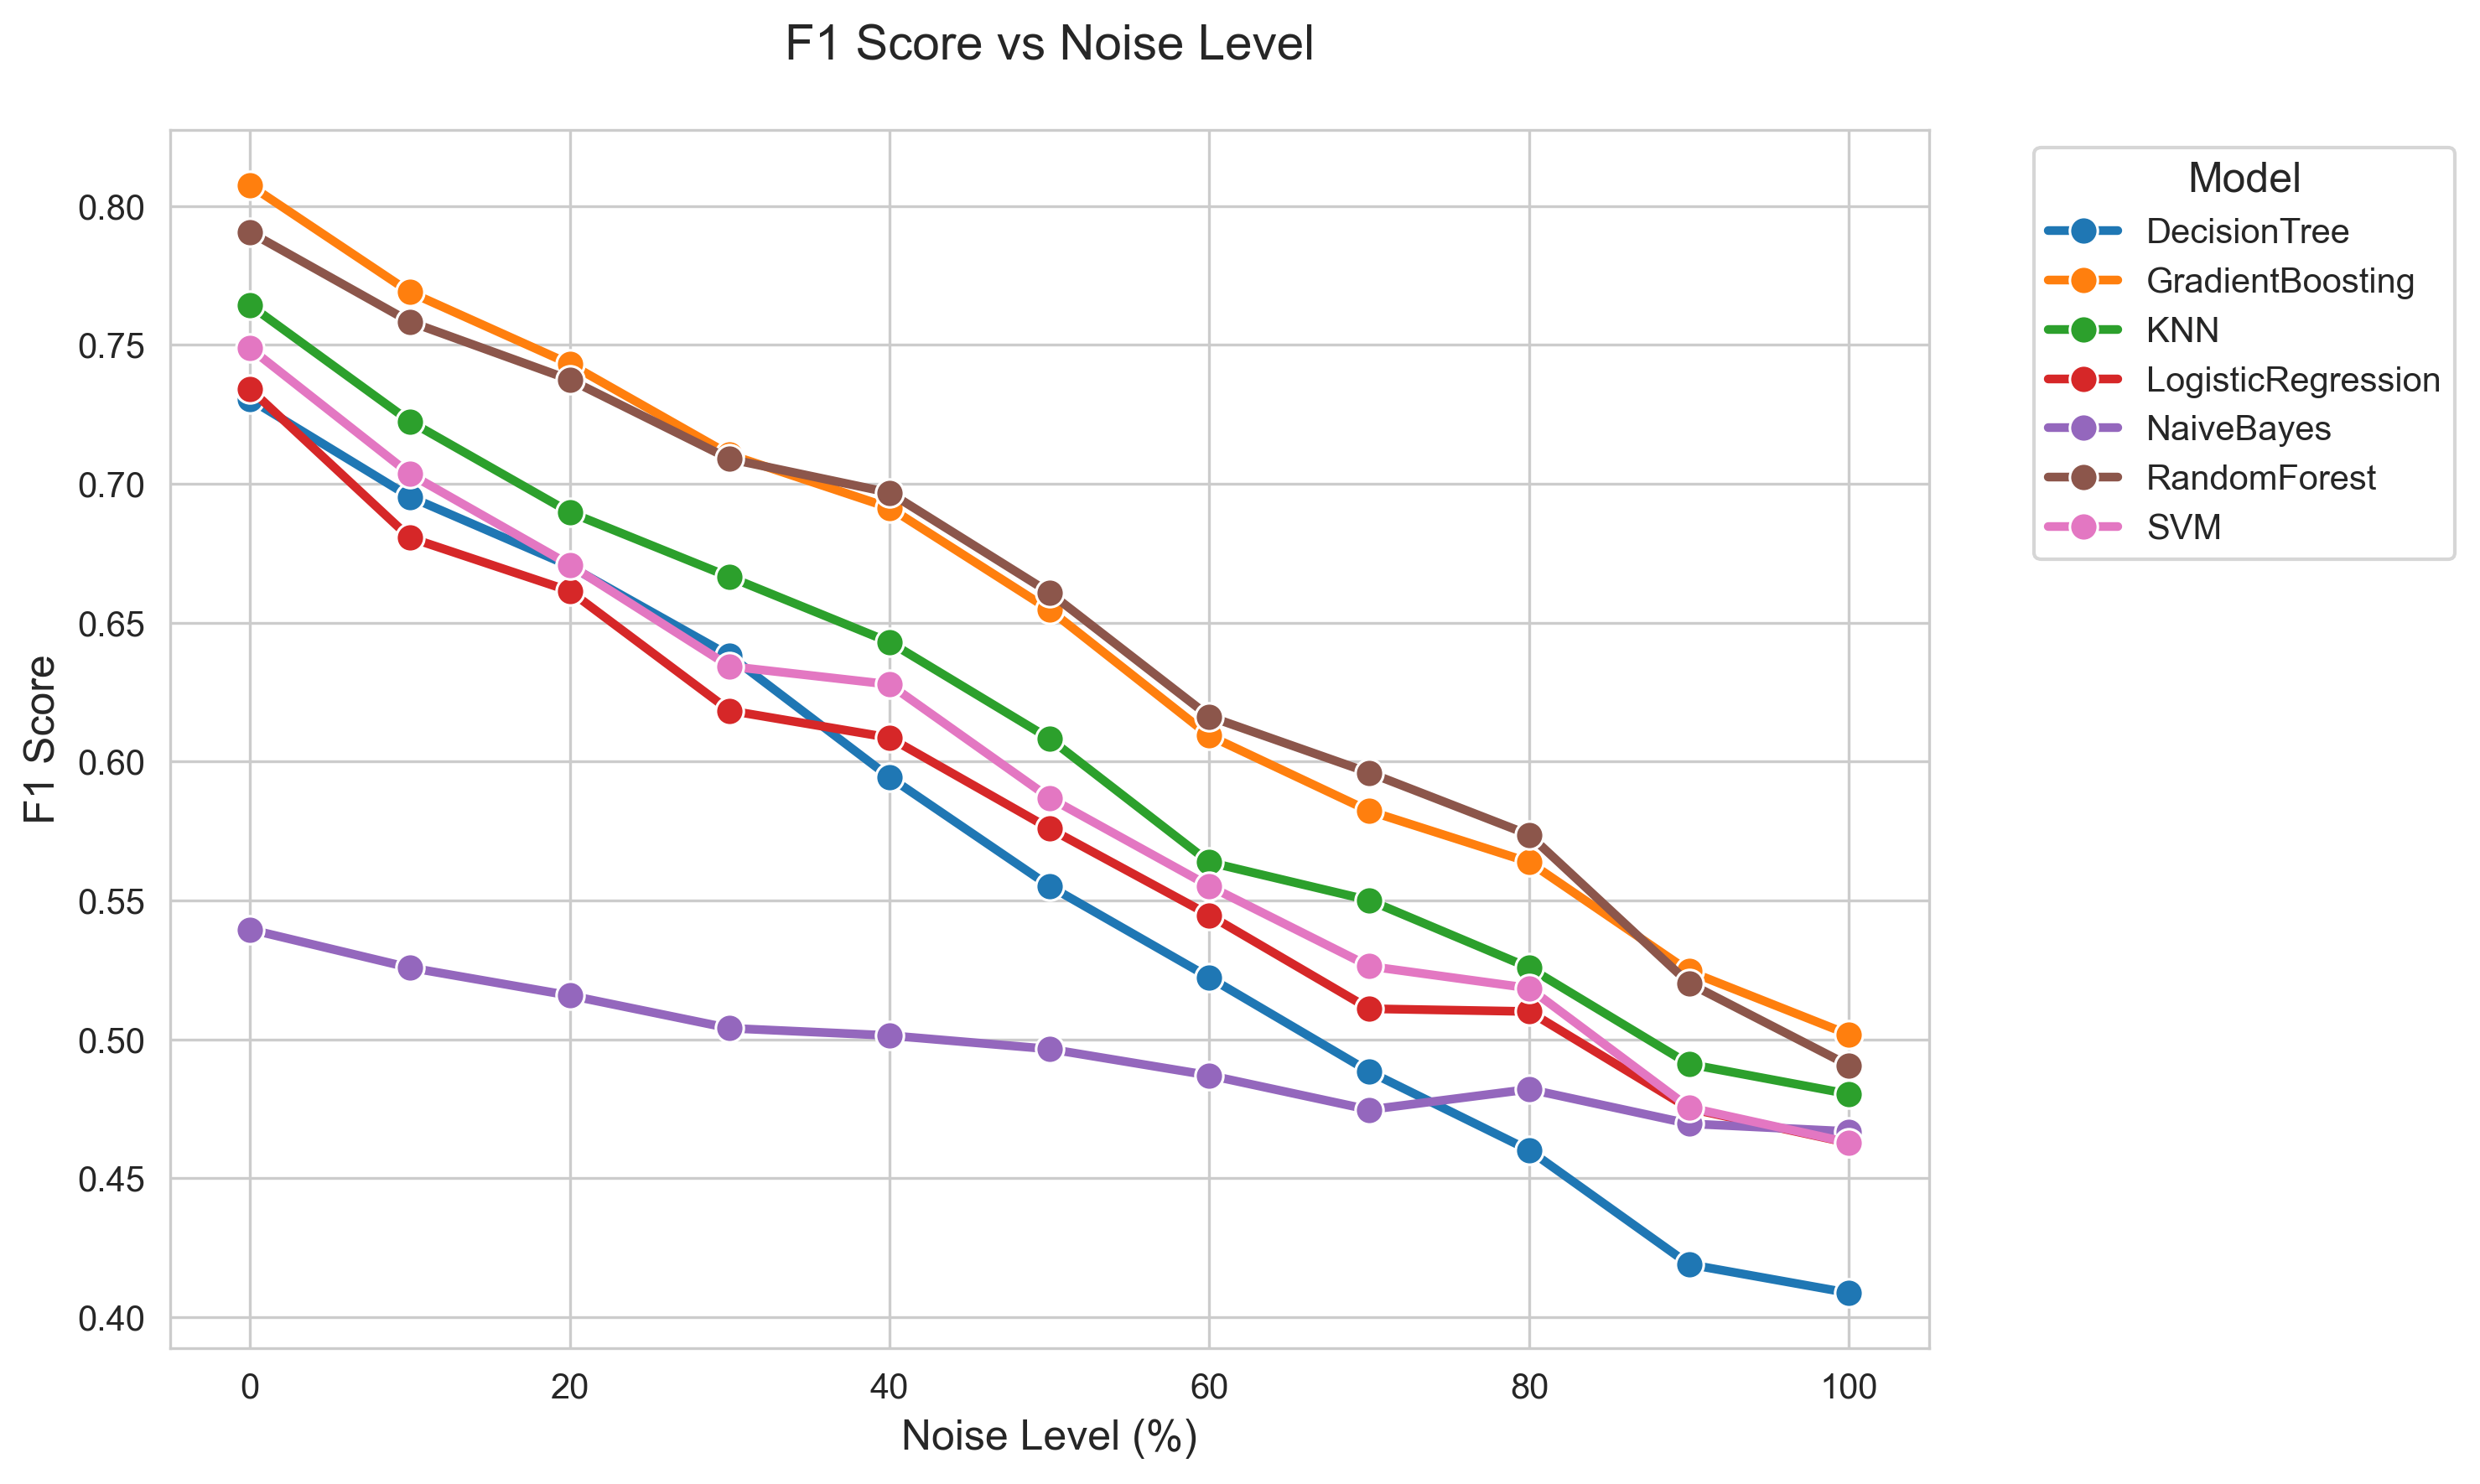 F1 Score vs Noise Level
Model
DecisionTree
GradientBoosting
KNN
LogisticRegression
NaiveBayes
RandomForest
SVM
F1 Score
0.80
0.75
0.70
0.65
0.60
0.55
0.50
0.45
0.40
0 20 40 60 80 100
Noise Level (%)